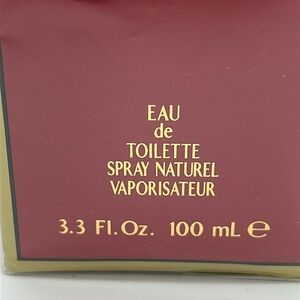 EAU
de
TOILETTE
SPRAY NATUREL
VAPORISATEUR
3.3 Fl. Oz. 100 mL ℮